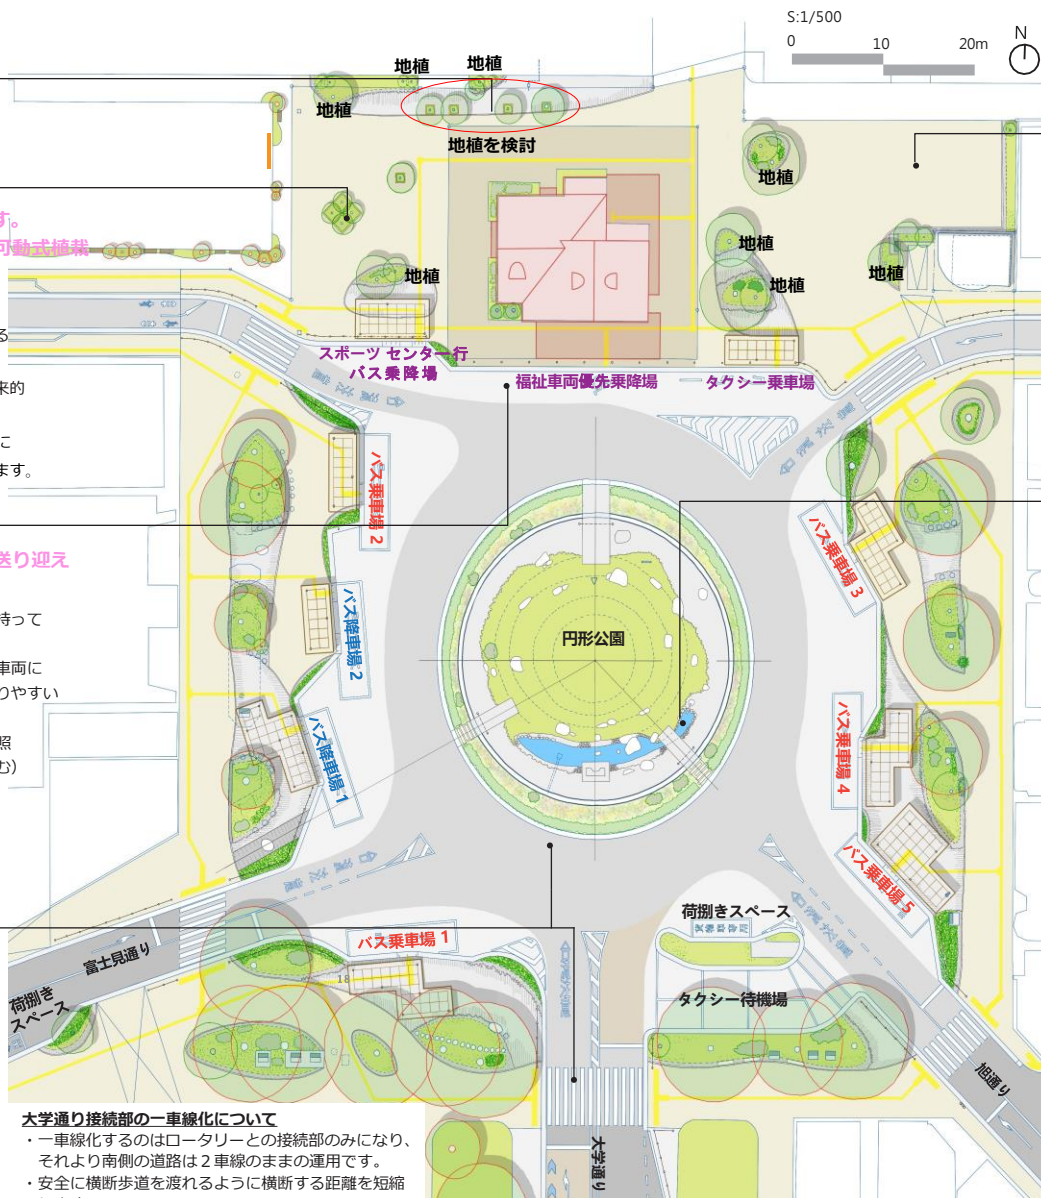 S:1/500
0 10 20m
N
地植 地植
地植
地植を検討
地植
す。
可動式植栽
地植
地植
地植
地植
る
スポーツ センター行
バス乗降場
福祉車両優先乗降場
タクシー乗車場
来的
に
ます。
バス乗車場 2
バス乗車場 3
送り迎え
バス降車場 2
持って
円形公園
車両に
りやすい
バス降車場 1
バス乗車場 4
照
む)
バス乗車場 5
荷捌きスペース
バス乗車場 1
富士見通り
18
荷捌き
スペース
タクシー待機場
旭通り
大学通り
大学通り接続部の一車線化について
・一車線化するのはロータリーとの接続部のみになり、
それより南側の道路は２車線のままの運用です。
・安全に横断歩道を渡れるように横断する距離を短縮